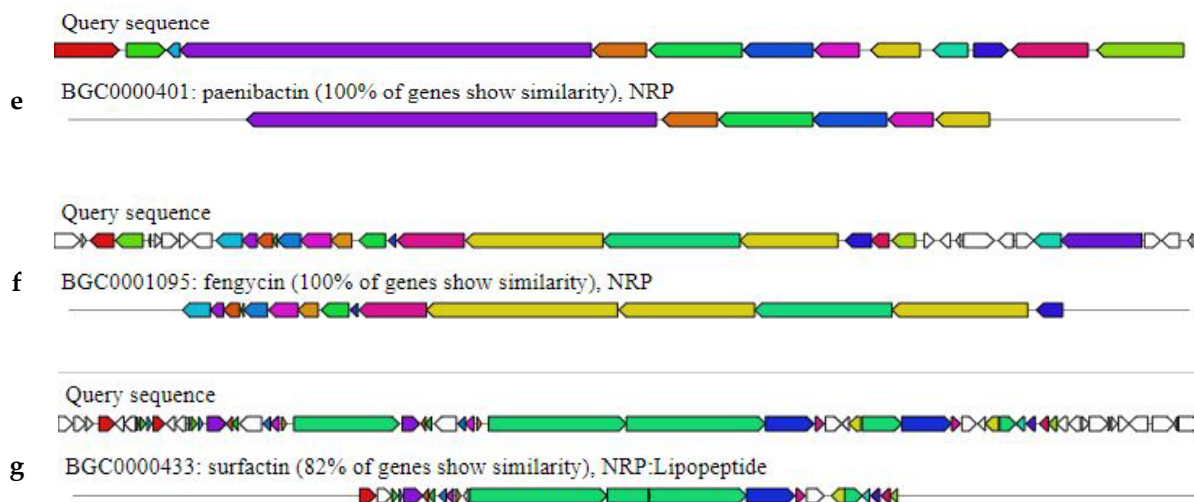 Query sequence
e
BGC0000401: paenibactin (100% of genes show similarity), NRP
Query sequence
f
BGC0001095: fengycin (100% of genes show similarity), NRP
Query sequence
g
BGC0000433: surfactin (82% of genes show similarity), NRP:Lipopeptide